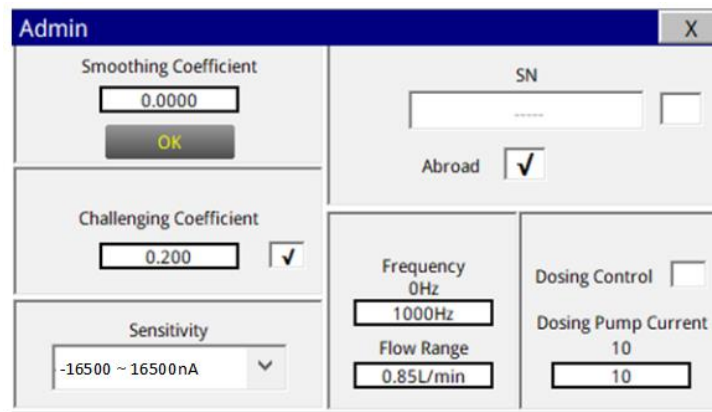 Admin
X
Smoothing Coefficient
0.0000
OK
SN
-----
Abroad √
Challenging Coefficient
0.200 √
Sensitivity
-16500 ~ 16500nA
Frequency
0Hz
1000Hz
Flow Range
0.85L/min
Dosing Control
Dosing Pump Current
10
10